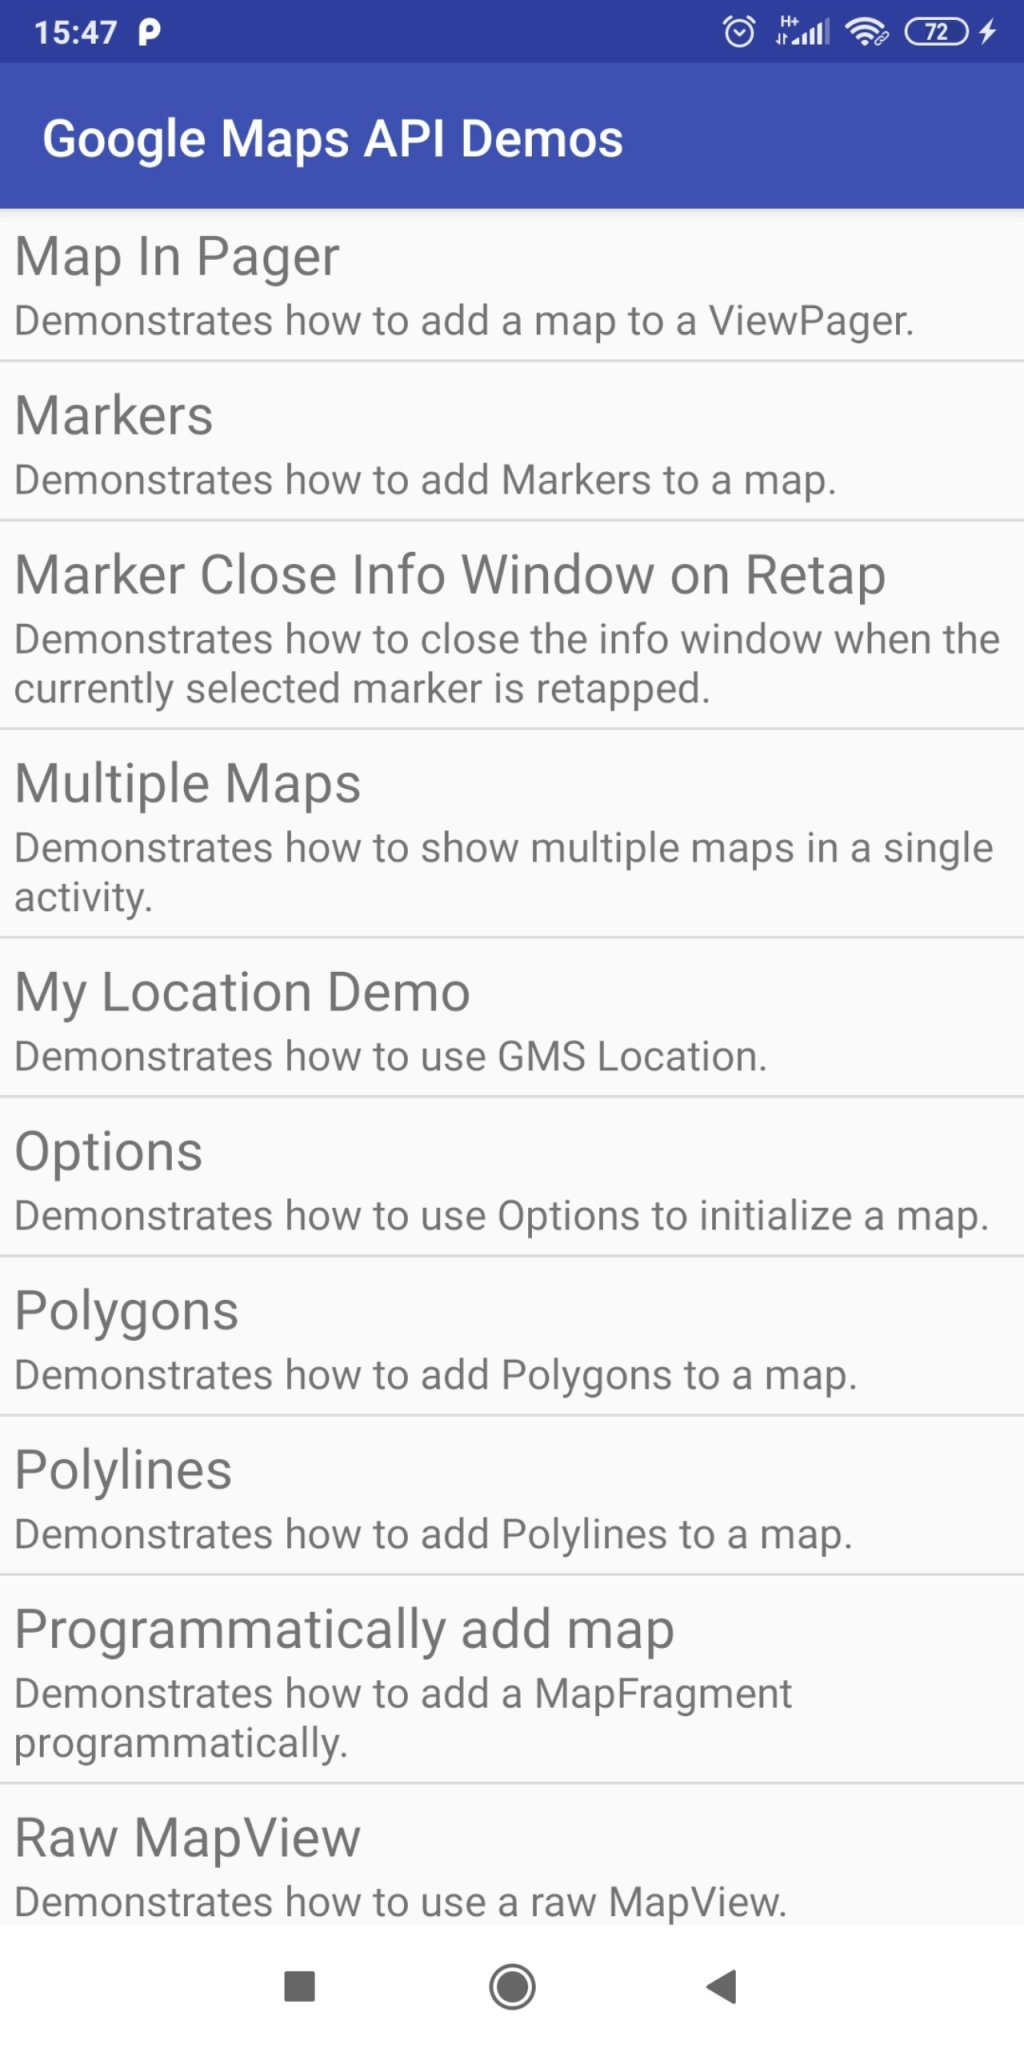 15:47
H+
72
Google Maps API Demos
Map In Pager
Demonstrates how to add a map to a ViewPager.
Markers
Demonstrates how to add Markers to a map.
Marker Close Info Window on Retap
Demonstrates how to close the info window when the
currently selected marker is retapped.
Multiple Maps
Demonstrates how to show multiple maps in a single
activity.
My Location Demo
Demonstrates how to use GMS Location.
Options
Demonstrates how to use Options to initialize a map.
Polygons
Demonstrates how to add Polygons to a map.
Polylines
Demonstrates how to add Polylines to a map.
Programmatically add map
Demonstrates how to add a MapFragment
programmatically.
Raw MapView
Demonstrates how to use a raw MapView.